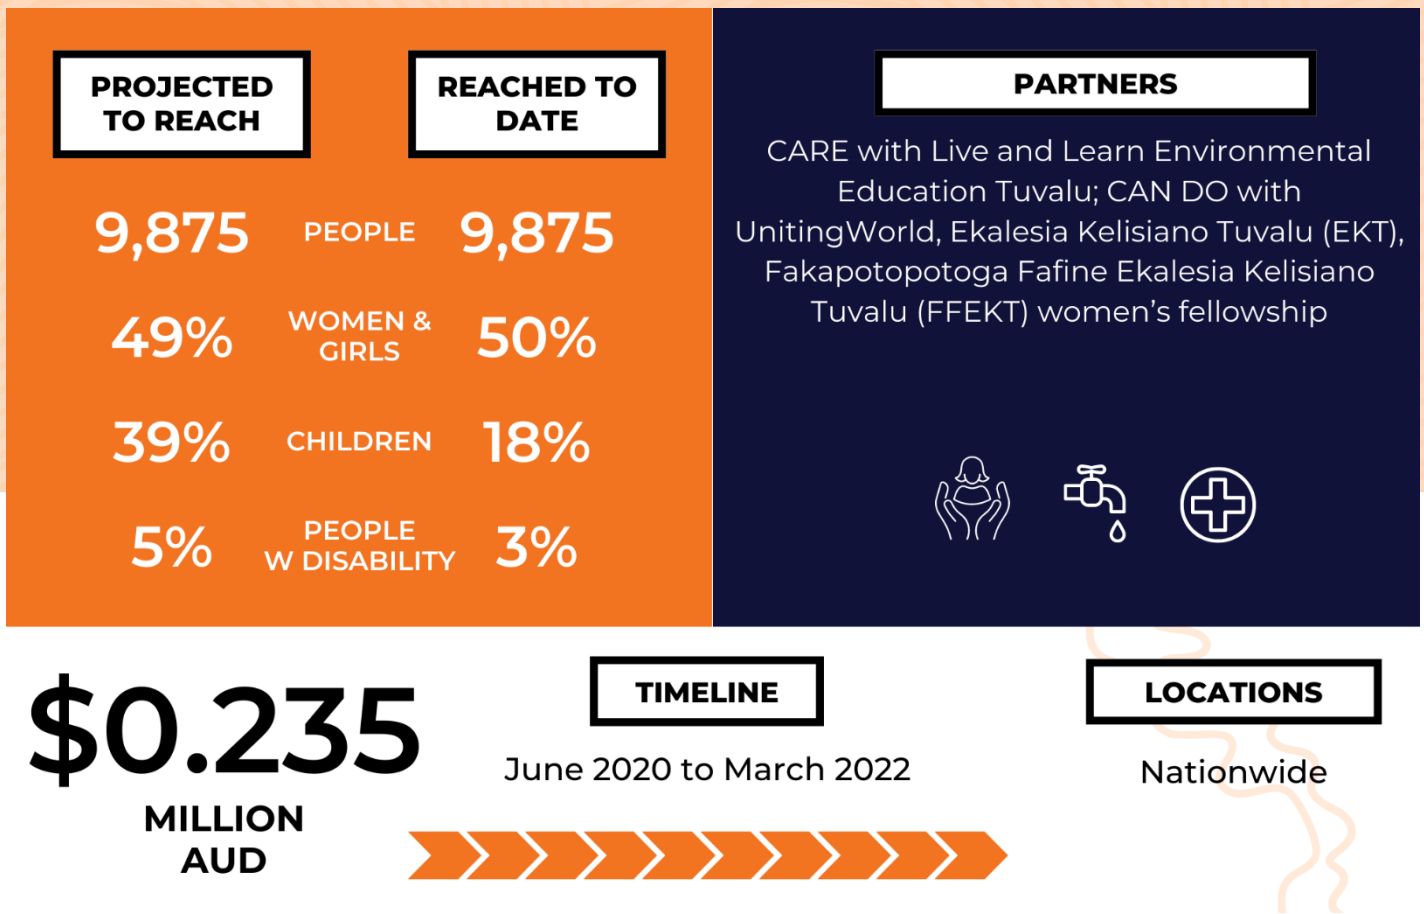 PROJECTED
TO REACH
REACHED TO
DATE
9,875
PEOPLE
9,875
49%
WOMEN &
GIRLS
50%
39%
CHILDREN
18%
5%
PEOPLE
W DISABILITY
3%
PARTNERS
CARE with Live and Learn Environmental
Education Tuvalu; CAN DO with
UnitingWorld, Ekalesia Kelisiano Tuvalu (EKT),
Fakapotopotoga Fafine Ekalesia Kelisiano
Tuvalu (FFEKT) women’s fellowship
$0.235
MILLION
AUD
TIMELINE
June 2020 to March 2022
LOCATIONS
Nationwide